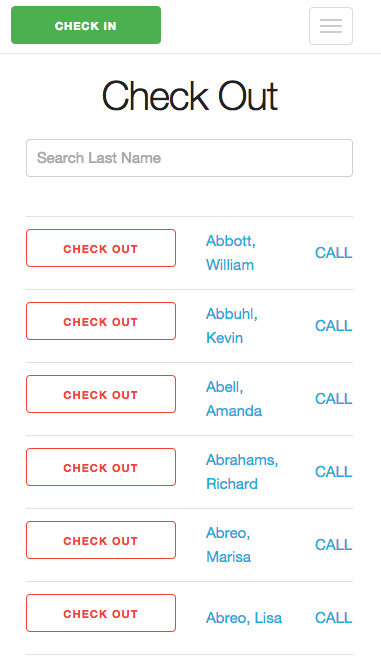 CHECK IN
Check Out
Search Last Name
CHECK OUT Abbott, CALL
William
CHECK OUT Abbuhl, CALL
Kevin
CHECK OUT Abell, CALL
Amanda
CHECK OUT Abrahams, CALL
Richard
CHECK OUT Abreo, CALL
Marisa
CHECK OUT Abreo, Lisa CALL